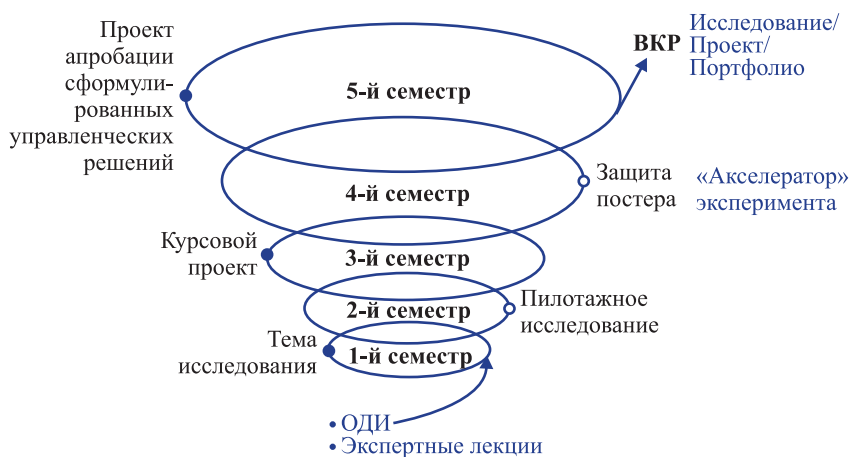 Проект
апробации
сформули-
рованных
управленческих
решений
5-й семестр
ВКР
Исследование/
Проект/
Портфолио
4-й семестр
Защита
постера
«Акселератор»
эксперимента
Курсовой
проект
3-й семестр
2-й семестр
Пилотажное
исследование
Тема
исследования
1-й семестр
• ОДИ
• Экспертные лекции